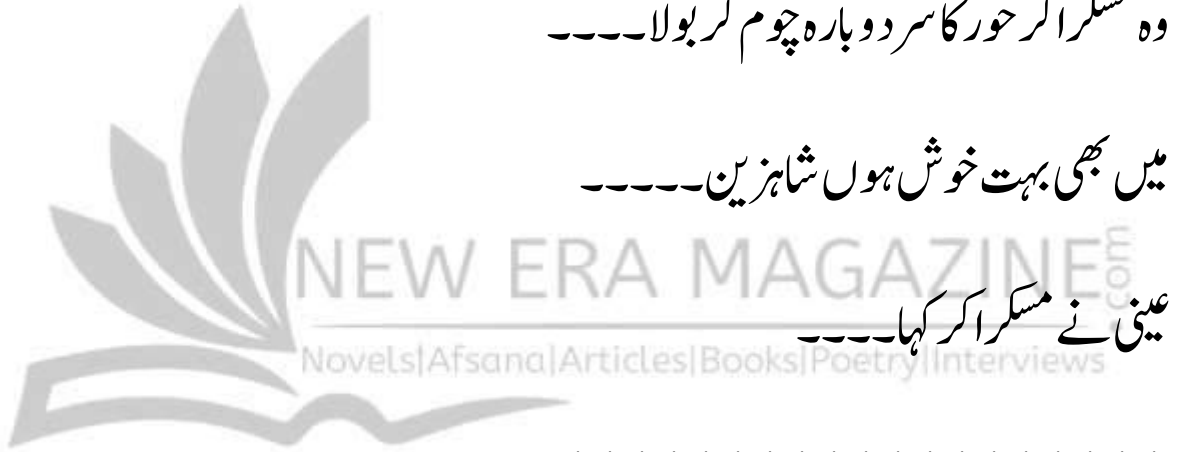 وہ مسکرا کر حور کا سر دوبارہ چوم کر بولا۔۔۔۔
میں بھی بہت خوش ہوں شاہزین۔۔۔۔۔
NEW ERA MAGAZINE.com
عینی نے مسکرا کر کہا۔۔۔۔
Novels|Afsana|Articles|Books|Poetry|Interviews